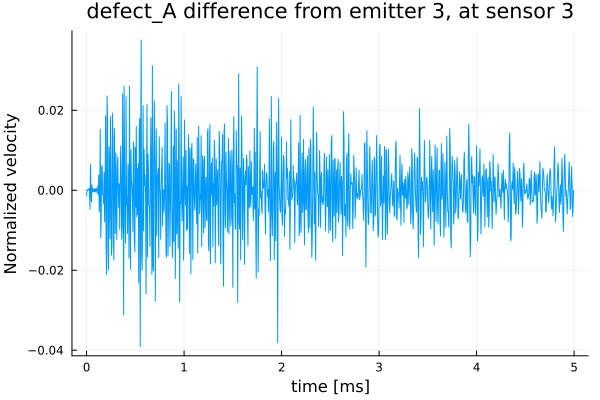 defect_A difference from emitter 3, at sensor 3
Normalized velocity
0.02
0.00
−0.02
−0.04
0 1 2 3 4 5
time [ms]